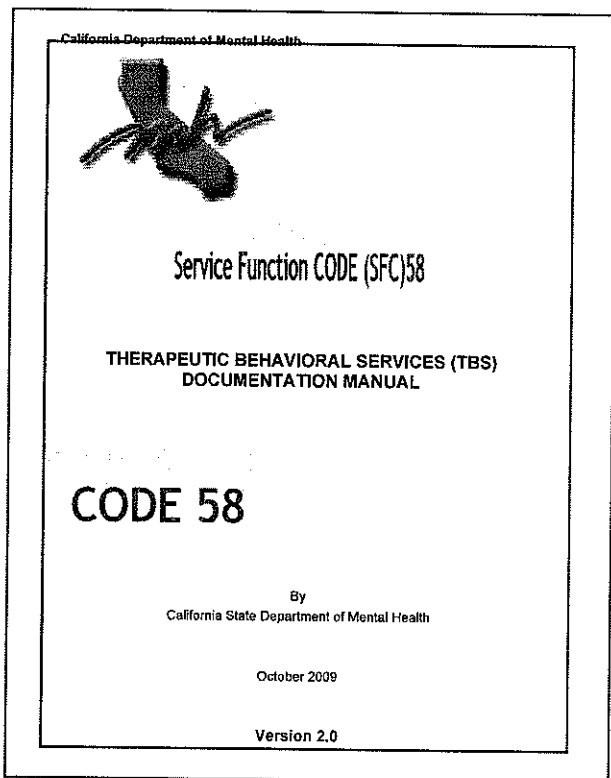 California Department of Mental Health
Service Function CODE (SFC)58
THERAPEUTIC BEHAVIORAL SERVICES (TBS)
DOCUMENTATION MANUAL
CODE 58
By
California State Department of Mental Health
October 2009
Version 2.0